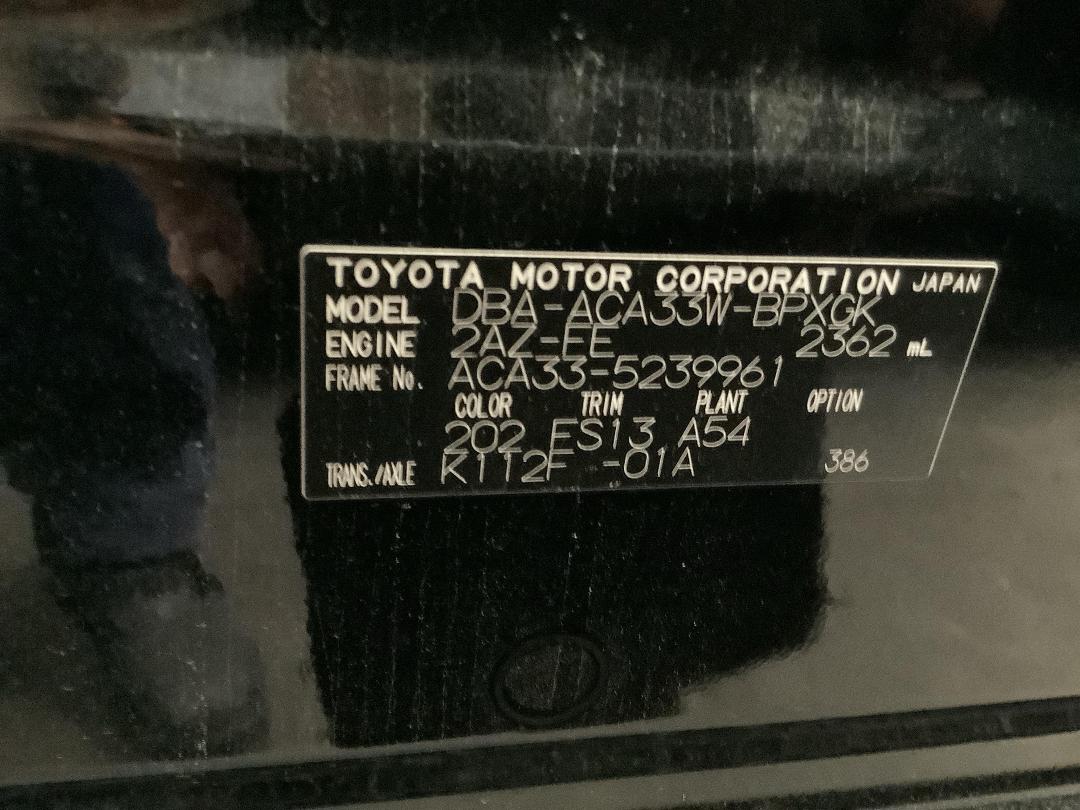 TOYOTA MOTOR CORPORATION JAPAN
MODEL DBA-ACA33W-BPXGK
ENGINE 2AZ-FE 2362 mL
FRAME No. ACA33-5239961
COLOR TRIM PLANT OPTION
202 FS13 A54
TRANS./AXLE K112F -01A 386